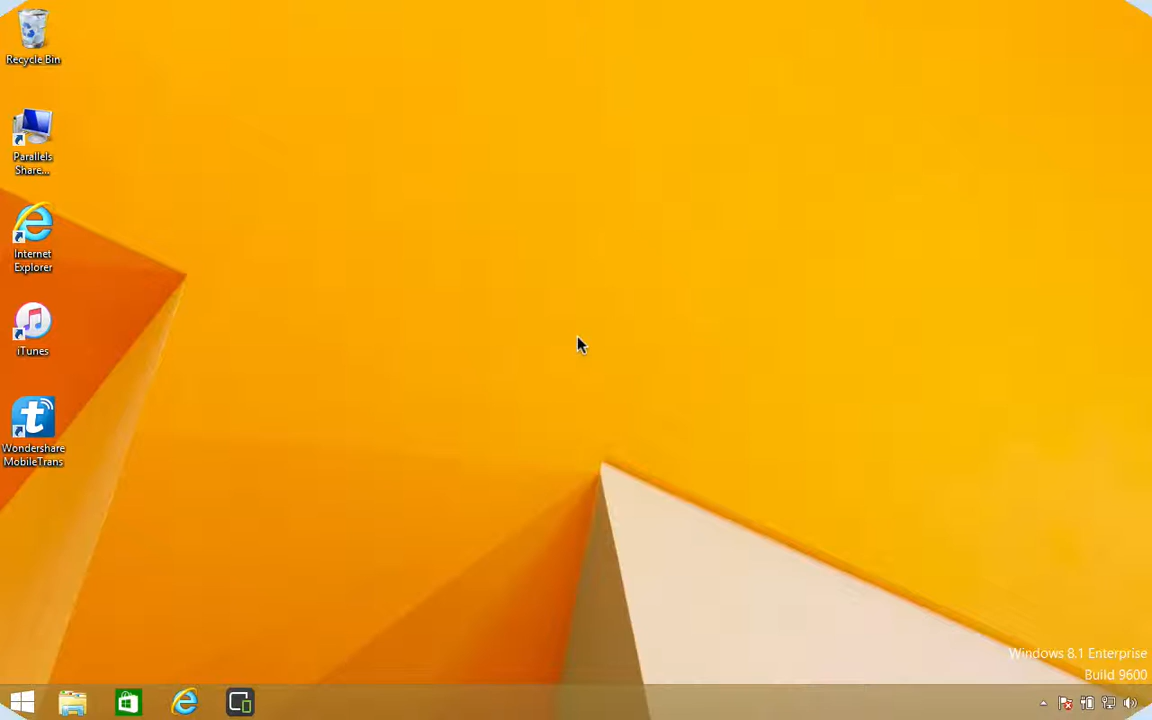 Recycle Bin
Parallels
Share...
Internet
Explorer
iTunes
Wondershare
MobileTrans
Windows 8.1 Enterprise
Build 9600